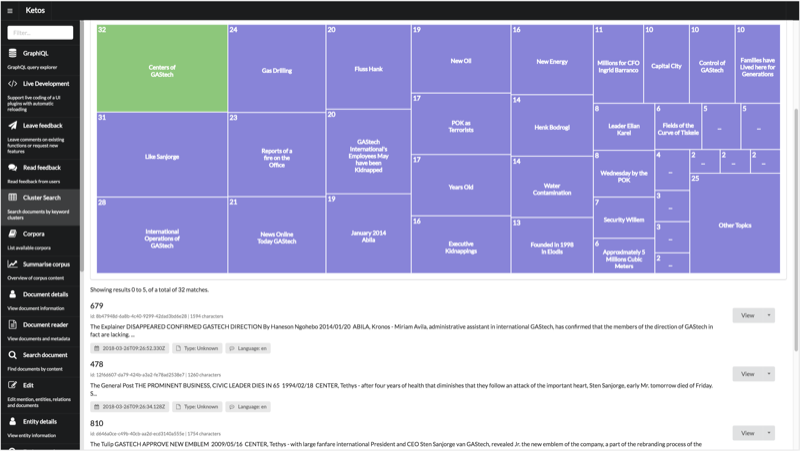 Ketos
Filter...
GraphiQL
GraphQL query explorer
Live Development
Support live coding of a UI
plugins with automatic
reloading
Leave feedback
Leave comments on existing
functions or request new
features
Read feedback
Read feedback from users
Cluster Search
Search documents by keyword
clusters
Corpora
List available corpora
Summarise corpus
Overview of corpus content
Document details
View document information
Document reader
View documents and metadata
Search document
Find documents by content
Edit
Edit mention, entities, relations
and documents
Entity details
View entity information
32
Centers of
GAStech
31
Like Sanjorge
28
International
Operations of
GAStech
24
Gas Drilling
23
Reports of a
fire on the
Office
21
News Online
Today GAStech
20
Fluss Hank
20
GAStech
International's
Employees May
have been
Kidnapped
19
January 2014
Abila
19
New Oil
17
POK as
Terrorists
17
Years Old
16
Executive
Kidnappings
16
New Energy
14
Henk Bodrogi
14
Water
Contamination
13
Founded in 1998
in Elodis
11
Millions for CFO
Ingrid Barranco
10
Capital City
10
Control of
GAStech
10
Families have
Lived here for
Generations
8
Leader Elian
Karel
6
Fields of the
Curve of Tiskele
5
...
5
...
8
Wednesday by the
POK
7
Security Willem
6
Approximately 5
Millions Cubic
Meters
4
...
3
...
3
...
2
...
2
...
2
...
2
...
25
Other Topics
Showing results 0 to 5, of a total of 32 matches.
679
| 1594 characters
View
The Explainer DISAPPEARED CONFIRMED GASTECH DIRECTION By Haneson Ngohebo 2014/01/20 ABILA, Kronos - Miriam Avila, administrative assistant in international GAStech, has confirmed that the members of the direction of GAStech in
fact are lacking. ...
2018-03-26T09:26:52.330Z Type: Unknown Language: en
478
| 1260 characters
View
The General Post THE PROMINENT BUSINESS, CIVIC LEADER DIES IN 65 1994/02/18 CENTER, Tethys - after four years of health that diminishes that they follow an attack of the important heart, Sten Sanjorge, early Mr. tomorrow died of Friday.
S...
2018-03-26T09:26:34.128Z Type: Unknown Language: en
810
| 1754 characters
View
The Tulip GASTECH APPROVE NEW EMBLEM 2009/05/16 CENTER, Tethys - with large fanfare international President and CEO Sten Sanjorge van GAStech, revealed Jr. the new emblem of the company, a part of the rebranding process of the